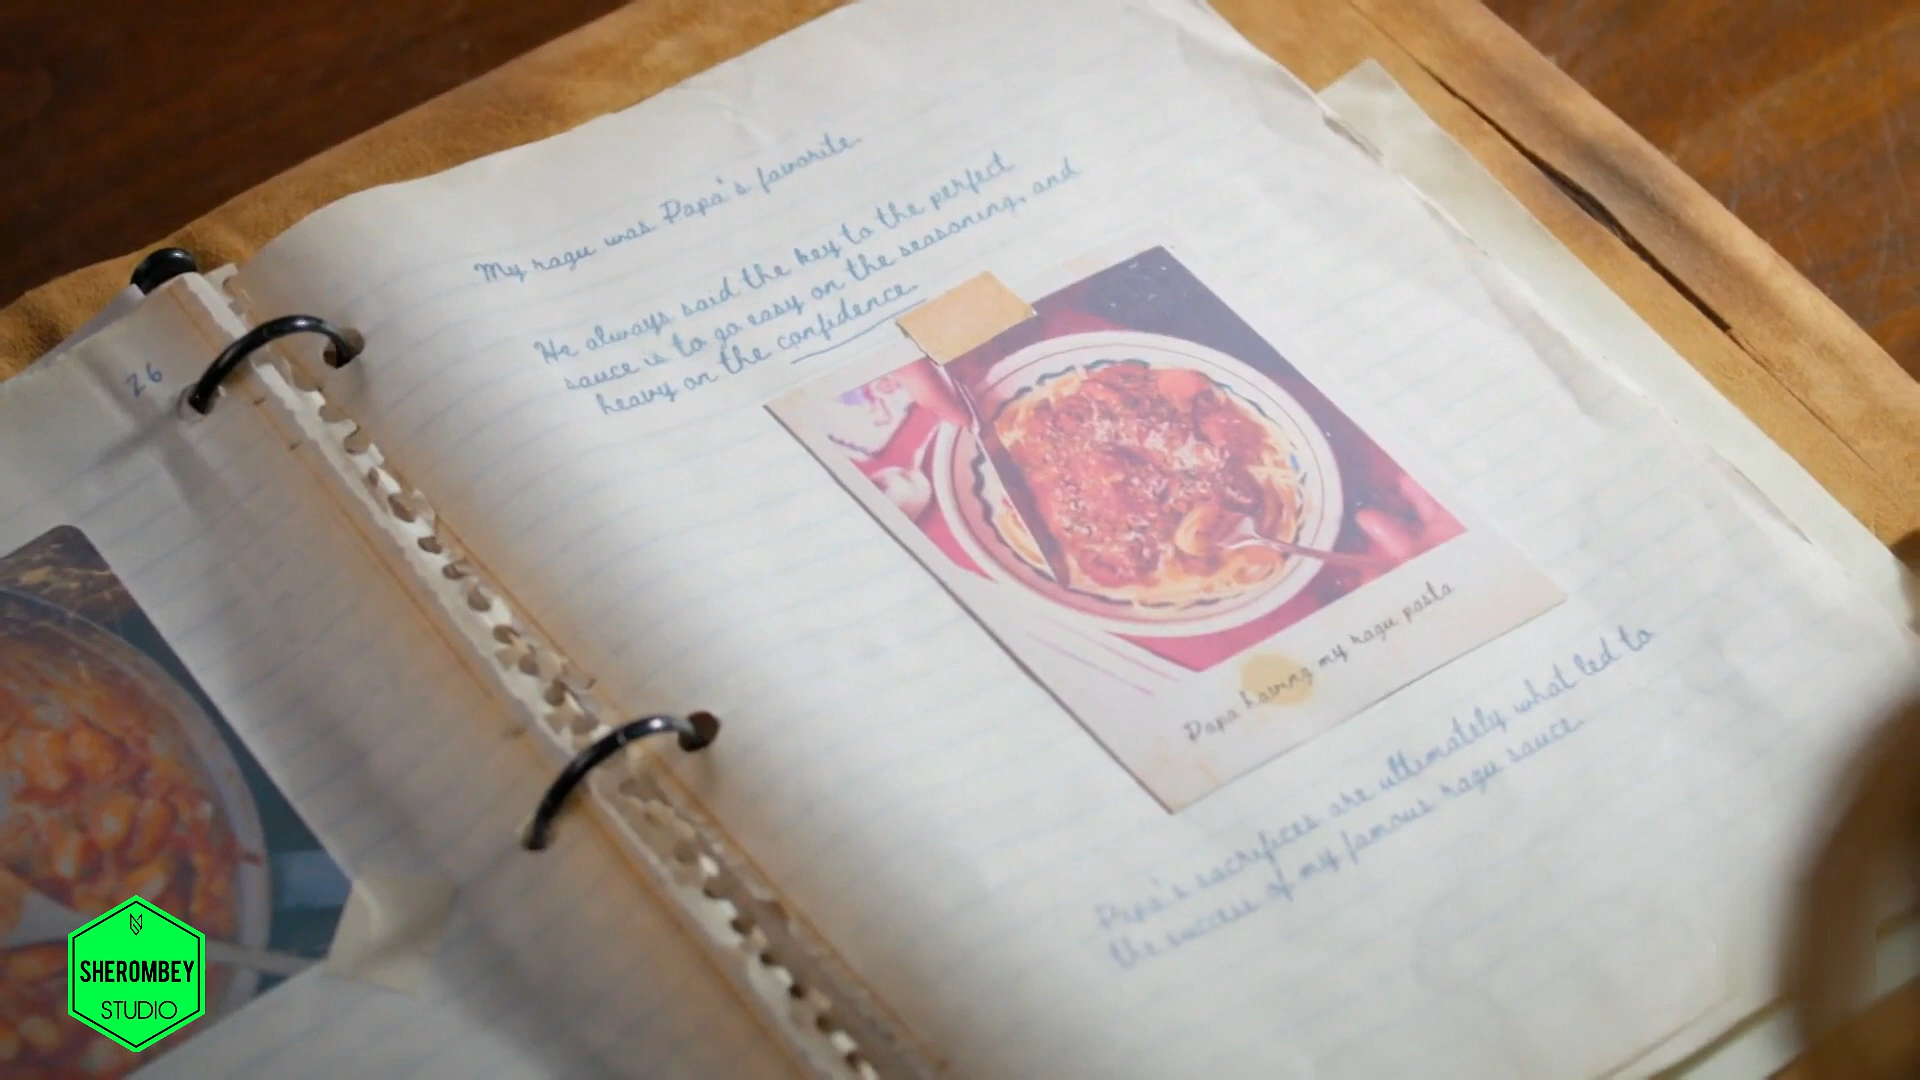 26
My ragu was Papa's favorite.
He always said the key to the perfect
sauce is to go easy on the seasoning, and
heavy on the confidence.
Papa having my ragu pasta
Papa's sacrifices are ultimately what led to
the success of my famous ragu sauce.
SHEROMBEY
STUDIO